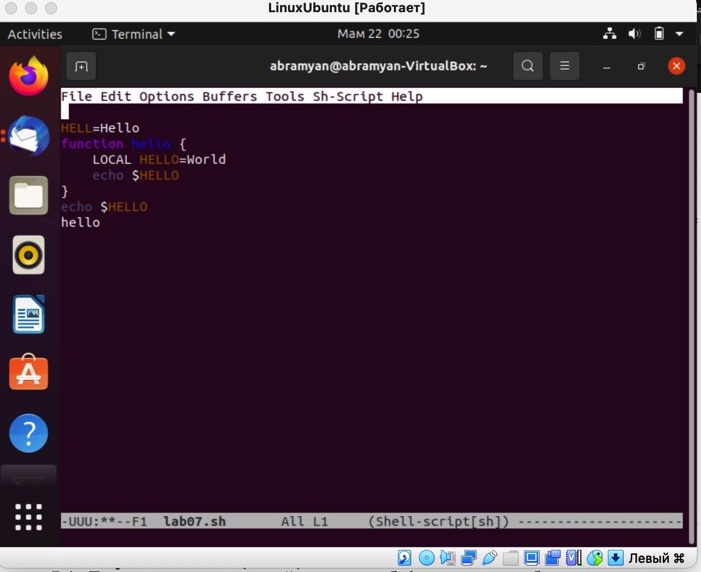 LinuxUbuntu [Работает]
Activities Terminal Мам 22 00:25
abramyan@abramyan-VirtualBox: ~
File Edit Options Buffers Tools Sh-Script Help
HELL=Hello
function hello {
LOCAL HELLO=World
echo $HELLO
}
echo $HELLO
hello
-UUU:**--F1 lab07.sh All L1 (Shell-script[sh]) ---------------------
Левый ⌘